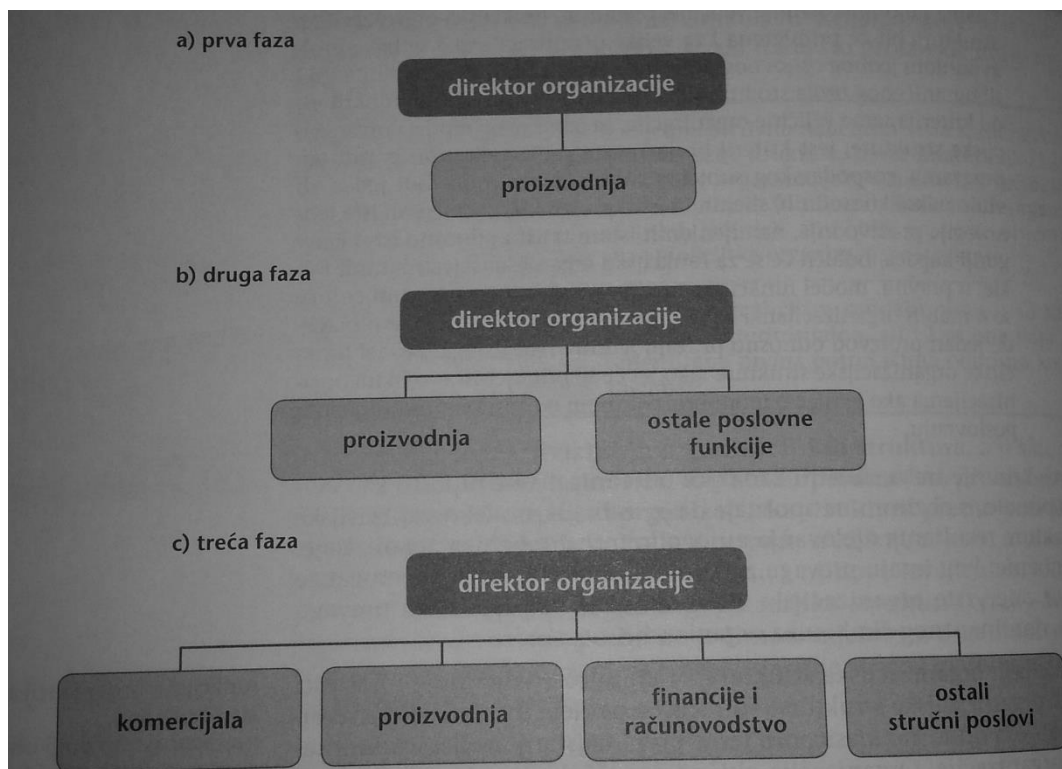 a) prva faza
direktor organizacije
proizvodnja
b) druga faza
direktor organizacije
proizvodnja
ostale poslovne
funkcije
c) treća faza
direktor organizacije
komercijala
proizvodnja
financije i
računovodstvo
ostali
stručni poslovi